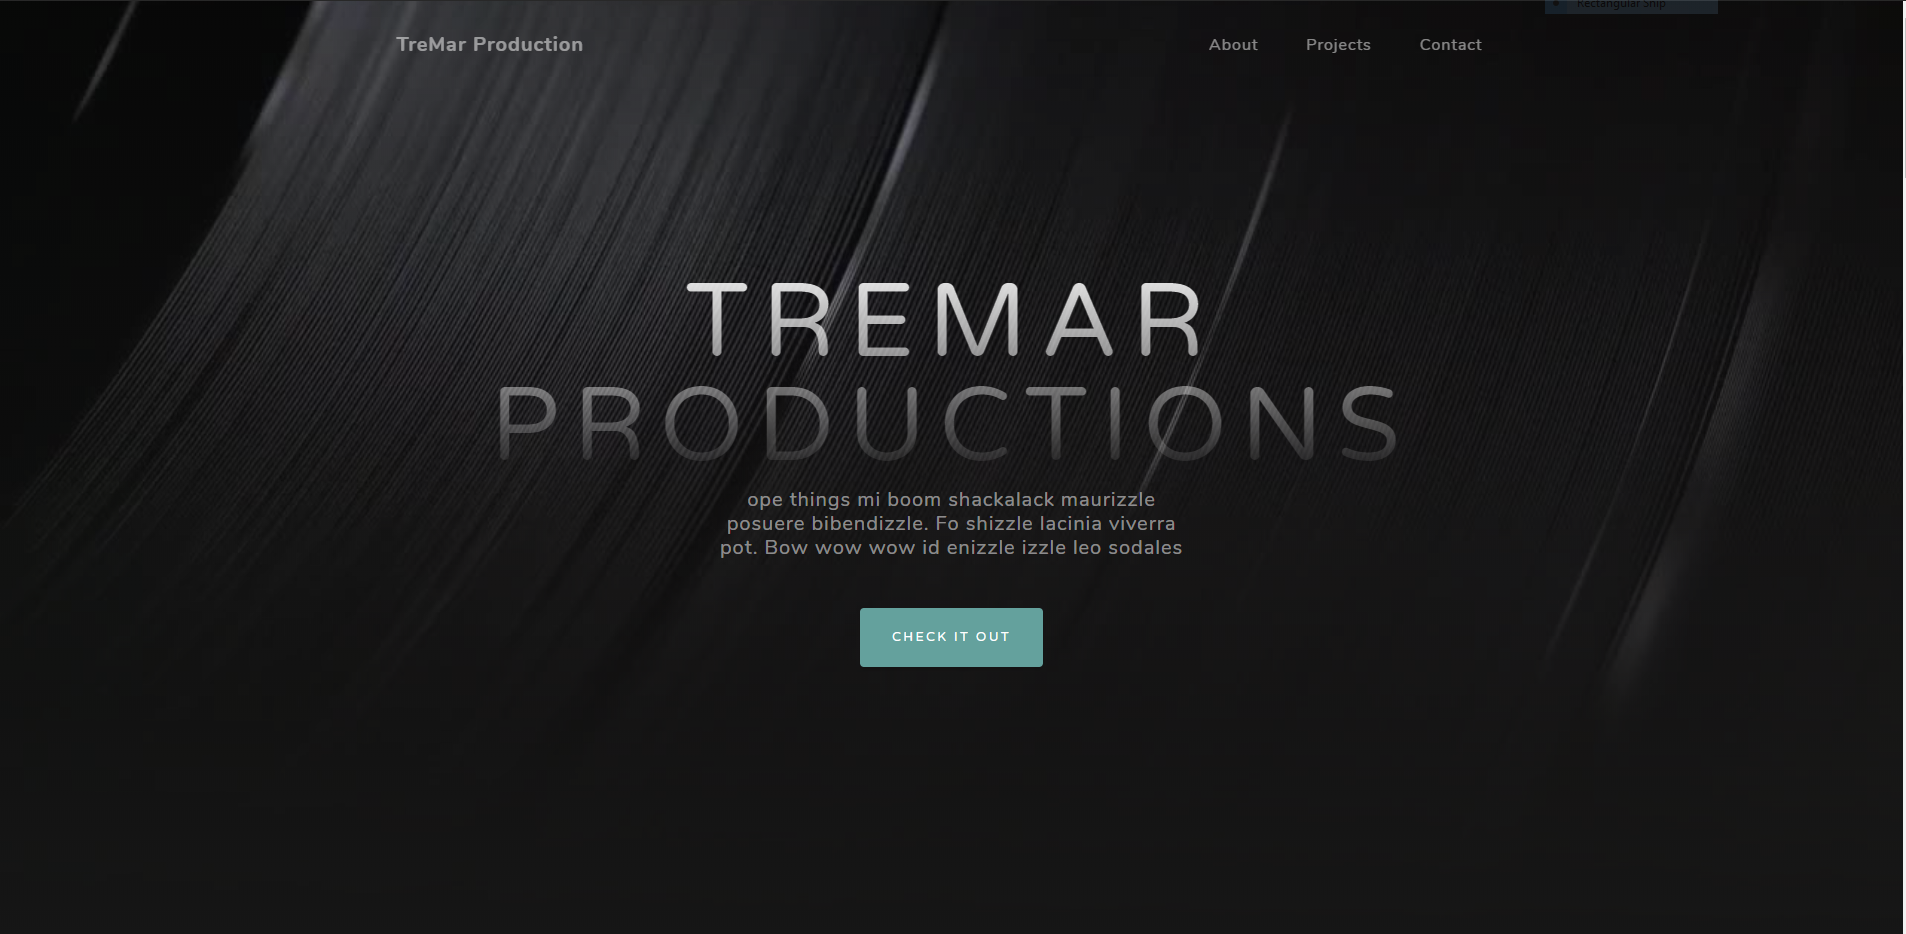 Rectangular Snip
TreMar Production
About
Projects
Contact
TREMAR
PRODUCTIONS
ope things mi boom shackalack maurizzle
posuere bibendizzle. Fo shizzle lacinia viverra
pot. Bow wow wow id enizzle izzle leo sodales
CHECK IT OUT